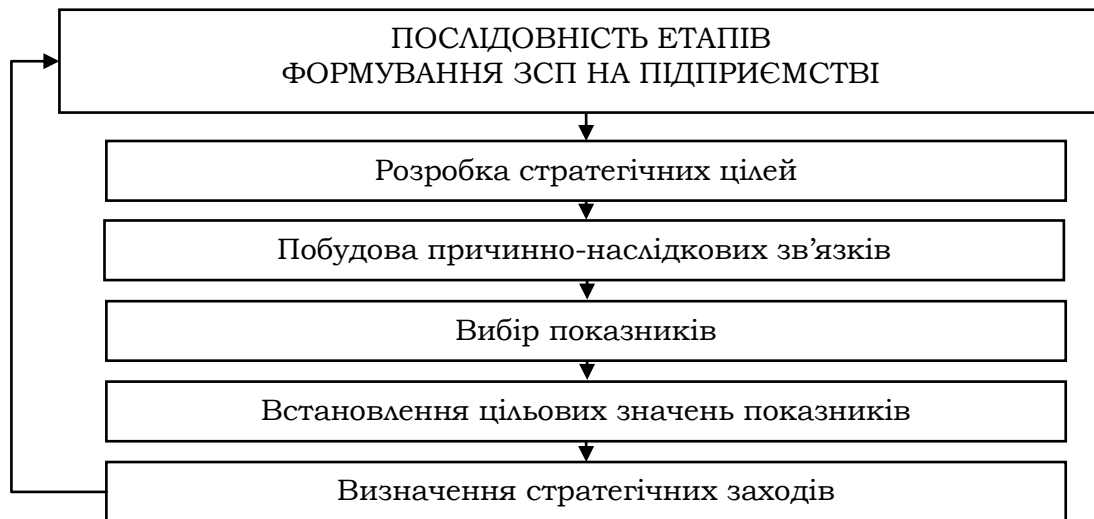 ПОСЛІДОВНІСТЬ ЕТАПІВ
ФОРМУВАННЯ ЗСП НА ПІДПРИЄМСТВІ
Розробка стратегічних цілей
Побудова причинно-наслідкових зв’язків
Вибір показників
Встановлення цільових значень показників
Визначення стратегічних заходів